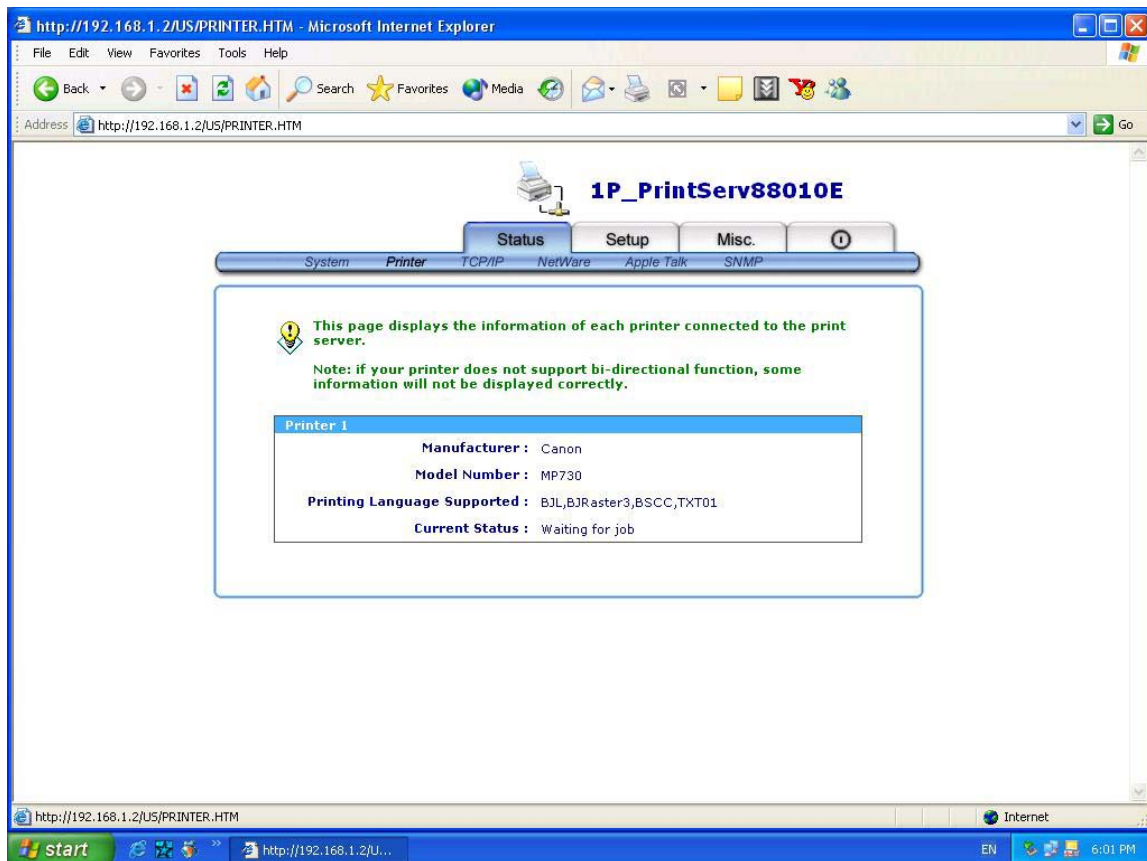 http://192.168.1.2/US/PRINTER.HTM - Microsoft Internet Explorer
File Edit View Favorites Tools Help
Back Search Favorites Media
Address http://192.168.1.2/US/PRINTER.HTM Go
1P_PrintServ88010E
Status Setup Misc.
System Printer TCP/IP NetWare Apple Talk SNMP
This page displays the information of each printer connected to the print
server.
Note: if your printer does not support bi-directional function, some
information will not be displayed correctly.
Printer 1
Manufacturer : Canon
Model Number : MP730
Printing Language Supported : BJL,BJRaster3,BSCC,TXT01
Current Status : Waiting for job
http://192.168.1.2/US/PRINTER.HTM Internet
start http://192.168.1.2/U... EN 6:01 PM